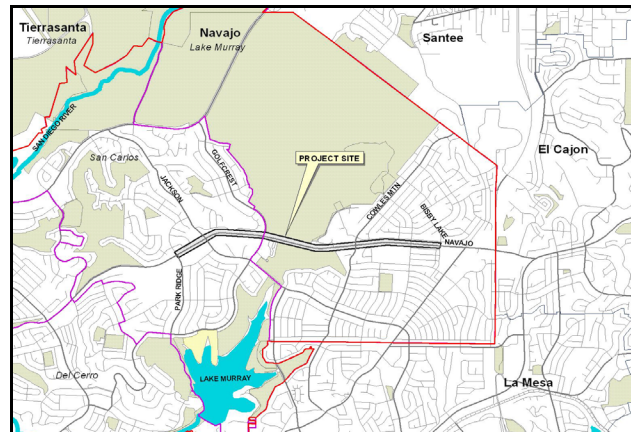 Tierrasanta
Tierrasanta
Navajo
Lake Murray
Santee
SAN DIEGO RIVER
San Carlos
GOLFCREST
JACKSON
PROJECT SITE
COWLES MTN
BISBY LAKE
El Cajon
NAVAJO
PARK RIDGE
Del Cerro
LAKE MURRAY
La Mesa